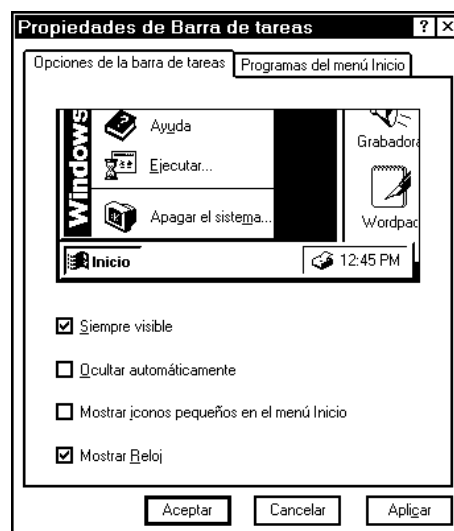 Propiedades de Barra de tareas ? ×
Opciones de la barra de tareas Programas del menú Inicio
Windows
Ayuda
Grabadora
Ejecutar...
Apagar el sistema...
Wordpad
Inicio 12:45 PM
Siempre visible
Ocultar automáticamente
Mostrar iconos pequeños en el menú Inicio
Mostrar Reloj
Aceptar Cancelar Aplicar